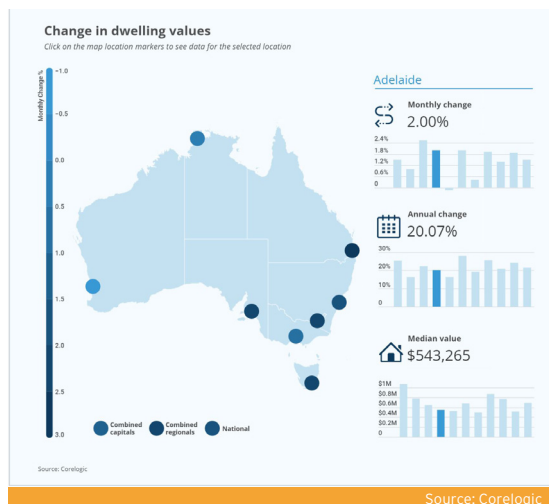 Change in dwelling values
Click on the map location markers to see data for the selected location
Monthly Change %
-1.0
-0.5
0.0
0.5
1.0
1.5
2.0
2.5
3.0
Combined
capitals
Combined
regionals
National
Adelaide
Monthly change
2.00%
2.4%
1.8%
1.2%
0.6%
0
Annual change
20.07%
30%
20%
10%
0
Median value
$543,265
$1M
$0.8M
$0.6M
$0.4M
$0.2M
0
Source: Corelogic
Source: Corelogic